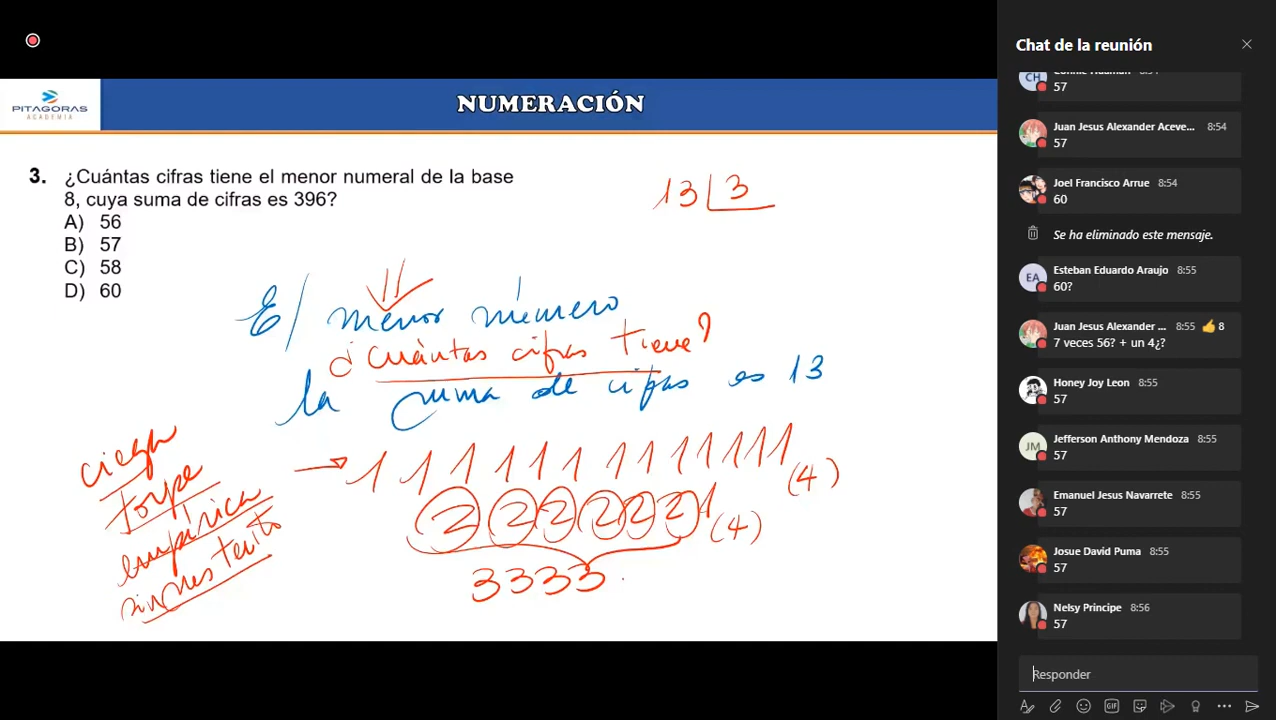 PITAGORAS
ACADEMIA
NUMERACIÓN
3. ¿Cuántas cifras tiene el menor numeral de la base
8, cuya suma de cifras es 396?
A) 56
B) 57
C) 58
D) 60
13 3
El menor número
¿Cuántas cifras tiene?
la suma de cifras es 13
1 1 1 1 1 1 1 1 1 1 1 1 1 (4)
2 2 2 2 2 2 1 (4)
3333
ciega
torpe
empírica
Chat de la reunión
57
Juan Jesus Alexander Aceve... 8:54
57
Joel Francisco Arrue 8:54
60
Se ha eliminado este mensaje.
EA
Esteban Eduardo Araujo 8:55
60?
Juan Jesus Alexander ... 8:55 8
7 veces 56? + un 4¿?
Honey Joy Leon 8:55
57
JM
Jefferson Anthony Mendoza 8:55
57
Emanuel Jesus Navarrete 8:55
57
Josue David Puma 8:55
57
Nelsy Principe 8:56
57
Responder
GIF